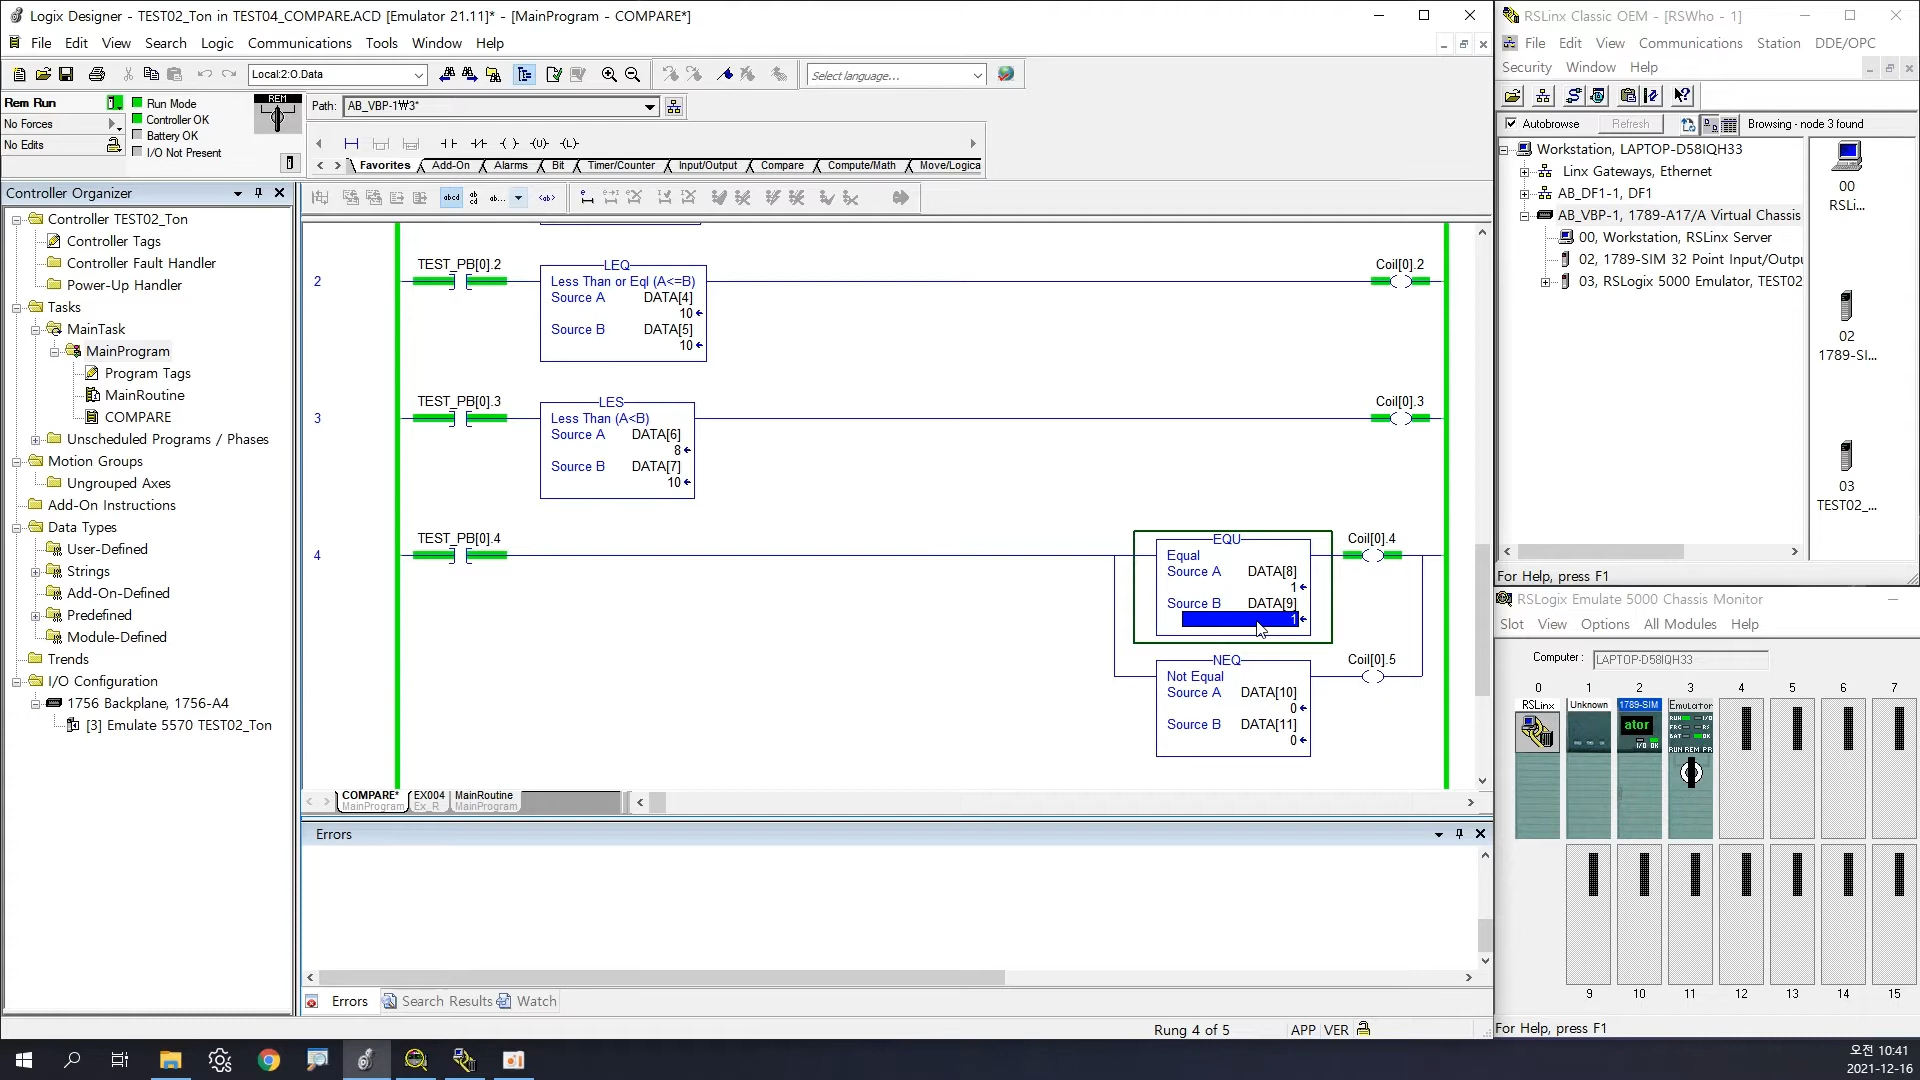 Logix Designer - TEST02_Ton in TEST04_COMPARE.ACD [Emulator 21.11]* - [MainProgram - COMPARE*]
File Edit View Search Logic Communications Tools Window Help
Local:2:O.Data
Select language...
Rem Run
No Forces
No Edits
Run Mode
Controller OK
Battery OK
I/O Not Present
REM
Path: AB_VBP-1₩3*
Favorites Add-On Alarms Bit Timer/Counter Input/Output Compare Compute/Math Move/Logica
Controller Organizer
Controller TEST02_Ton
Controller Tags
Controller Fault Handler
Power-Up Handler
Tasks
MainTask
MainProgram
Program Tags
MainRoutine
COMPARE
Unscheduled Programs / Phases
Motion Groups
Ungrouped Axes
Add-On Instructions
Data Types
User-Defined
Strings
Add-On-Defined
Predefined
Module-Defined
Trends
I/O Configuration
1756 Backplane, 1756-A4
[3] Emulate 5570 TEST02_Ton
2
TEST_PB[0].2
LEQ
Less Than or Eql (A<=B)
Source A DATA[4]
10
Source B DATA[5]
10
Coil[0].2
3
TEST_PB[0].3
LES
Less Than (A<B)
Source A DATA[6]
8
Source B DATA[7]
10
Coil[0].3
4
TEST_PB[0].4
EQU
Equal
Source A DATA[8]
1
Source B DATA[9]
1
Coil[0].4
NEQ
Not Equal
Source A DATA[10]
0
Source B DATA[11]
0
Coil[0].5
COMPARE* EX004 MainRoutine
MainProgram Ex_R MainProgram
Errors
Errors Search Results Watch
Rung 4 of 5 APP VER
RSLinx Classic OEM - [RSWho - 1]
File Edit View Communications Station DDE/OPC
Security Window Help
Autobrowse Refresh Browsing - node 3 found
Workstation, LAPTOP-D58IQH33
Linx Gateways, Ethernet
AB_DF1-1, DF1
AB_VBP-1, 1789-A17/A Virtual Chassis
00, Workstation, RSLinx Server
02, 1789-SIM 32 Point Input/Outpu
03, RSLogix 5000 Emulator, TEST02
00
RSLi...
02
1789-SI...
03
TEST02_...
For Help, press F1
RSLogix Emulate 5000 Chassis Monitor
Slot View Options All Modules Help
Computer : LAPTOP-D58IQH33
0 1 2 3 4 5 6 7
RSLinx Unknown 1789-SIM Emulator
ator
I/O OK
RUN REM PR
9 10 11 12 13 14 15
For Help, press F1
오전 10:41
2021-12-16